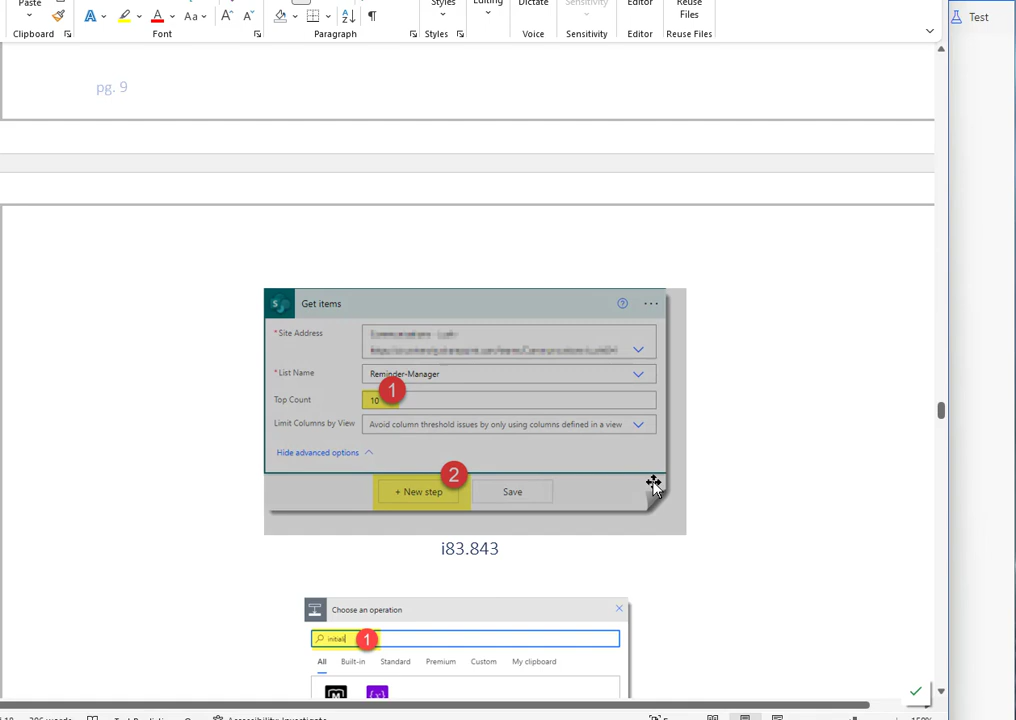 Paste
Styles
Editing
Dictate
Sensitivity
Editor
Reuse
Files
Test
Aa
Clipboard
Font
Paragraph
Styles
Voice
Sensitivity
Editor
Reuse Files
pg. 9
Get items
* Site Address
* List Name
Reminder-Manager
1
Top Count
10
Limit Columns by View
Avoid column threshold issues by only using columns defined in a view
Hide advanced options
2
+ New step
Save
i83.843
Choose an operation
initiali
1
All
Built-in
Standard
Premium
Custom
My clipboard